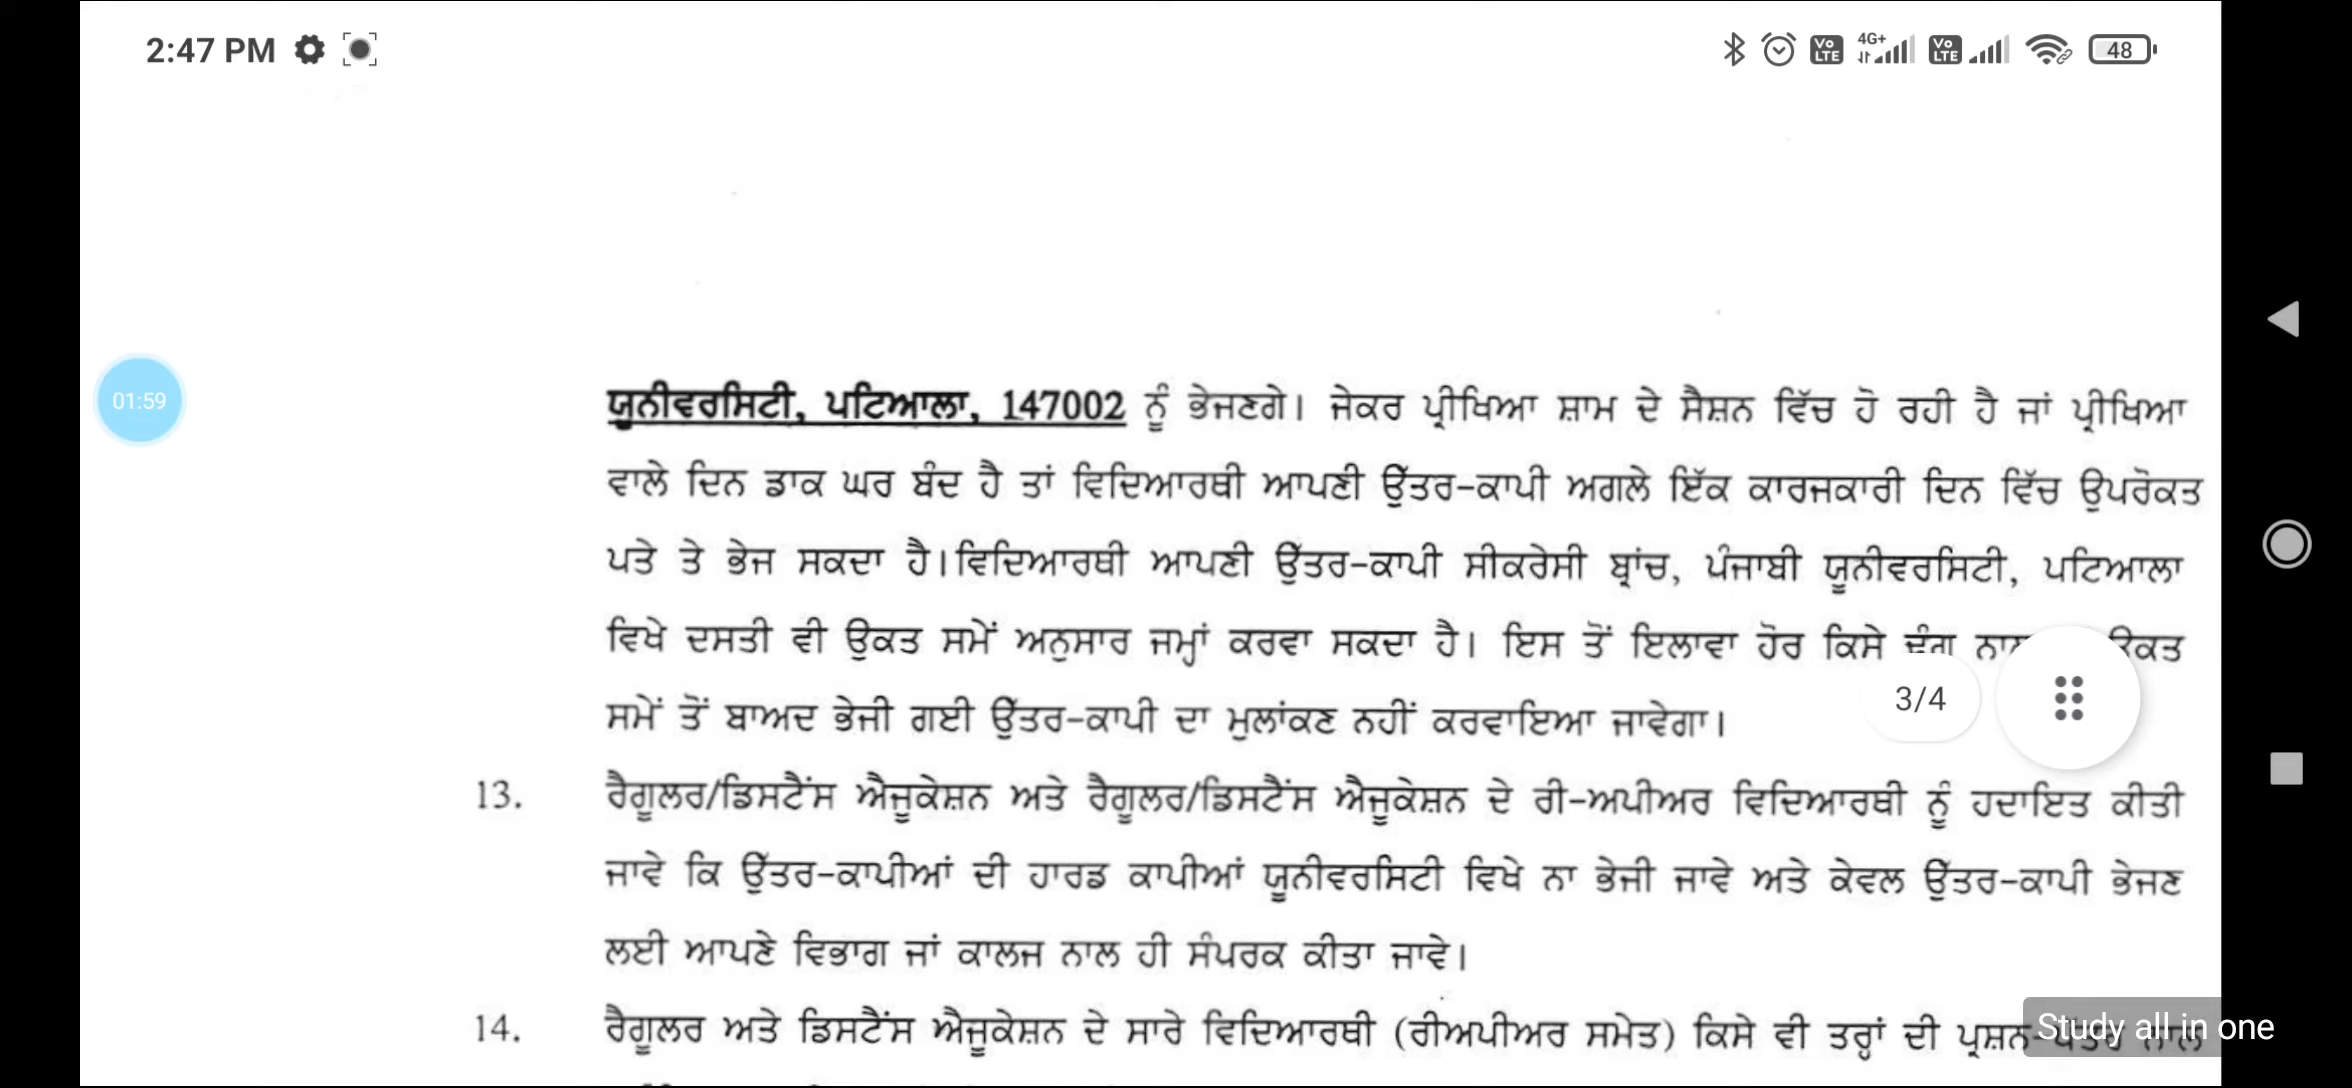 2:47 PM
4G+ 48
01:59
ਯੂਨੀਵਰਸਿਟੀ, ਪਟਿਆਲਾ, 147002 ਨੂੰ ਭੇਜਣਗੇ। ਜੇਕਰ ਪ੍ਰੀਖਿਆ ਸ਼ਾਮ ਦੇ ਸੈਸ਼ਨ ਵਿੱਚ ਹੋ ਰਹੀ ਹੈ ਜਾਂ ਪ੍ਰੀਖਿਆ
ਵਾਲੇ ਦਿਨ ਡਾਕ ਘਰ ਬੰਦ ਹੈ ਤਾਂ ਵਿਦਿਆਰਥੀ ਆਪਣੀ ਉੱਤਰ-ਕਾਪੀ ਅਗਲੇ ਇੱਕ ਕਾਰਜਕਾਰੀ ਦਿਨ ਵਿੱਚ ਉਪਰੋਕਤ
ਪਤੇ ਤੇ ਭੇਜ ਸਕਦਾ ਹੈ।ਵਿਦਿਆਰਥੀ ਆਪਣੀ ਉੱਤਰ-ਕਾਪੀ ਸੀਕਰੇਸੀ ਬ੍ਰਾਂਚ, ਪੰਜਾਬੀ ਯੂਨੀਵਰਸਿਟੀ, ਪਟਿਆਲਾ
ਵਿਖੇ ਦਸਤੀ ਵੀ ਉਕਤ ਸਮੇਂ ਅਨੁਸਾਰ ਜਮ੍ਹਾਂ ਕਰਵਾ ਸਕਦਾ ਹੈ। ਇਸ ਤੋਂ ਇਲਾਵਾ ਹੋਰ ਕਿਸੇ ਢੰਗ
ਸਮੇਂ ਤੋਂ ਬਾਅਦ ਭੇਜੀ ਗਈ ਉੱਤਰ-ਕਾਪੀ ਦਾ ਮੁਲਾਂਕਣ ਨਹੀਂ ਕਰਵਾਇਆ ਜਾਵੇਗਾ।
3/4
13. ਰੈਗੂਲਰ/ਡਿਸਟੈਂਸ ਐਜੂਕੇਸ਼ਨ ਅਤੇ ਰੈਗੂਲਰ/ਡਿਸਟੈਂਸ ਐਜੂਕੇਸ਼ਨ ਦੇ ਰੀ-ਅਪੀਅਰ ਵਿਦਿਆਰਥੀ ਨੂੰ ਹਦਾਇਤ ਕੀਤੀ
ਜਾਵੇ ਕਿ ਉੱਤਰ-ਕਾਪੀਆਂ ਦੀ ਹਾਰਡ ਕਾਪੀਆਂ ਯੂਨੀਵਰਸਿਟੀ ਵਿਖੇ ਨਾ ਭੇਜੀ ਜਾਵੇ ਅਤੇ ਕੇਵਲ ਉੱਤਰ-ਕਾਪੀ ਭੇਜਣ
ਲਈ ਆਪਣੇ ਵਿਭਾਗ ਜਾਂ ਕਾਲਜ ਨਾਲ ਹੀ ਸੰਪਰਕ ਕੀਤਾ ਜਾਵੇ।
14. ਰੈਗੂਲਰ ਅਤੇ ਡਿਸਟੈਂਸ ਐਜੂਕੇਸ਼ਨ ਦੇ ਸਾਰੇ ਵਿਦਿਆਰਥੀ (ਰੀਅਪੀਅਰ ਸਮੇਤ) ਕਿਸੇ ਵੀ ਤਰ੍ਹਾਂ ਦੀ ਪ੍ਰਸ਼ਨ
Study all in one